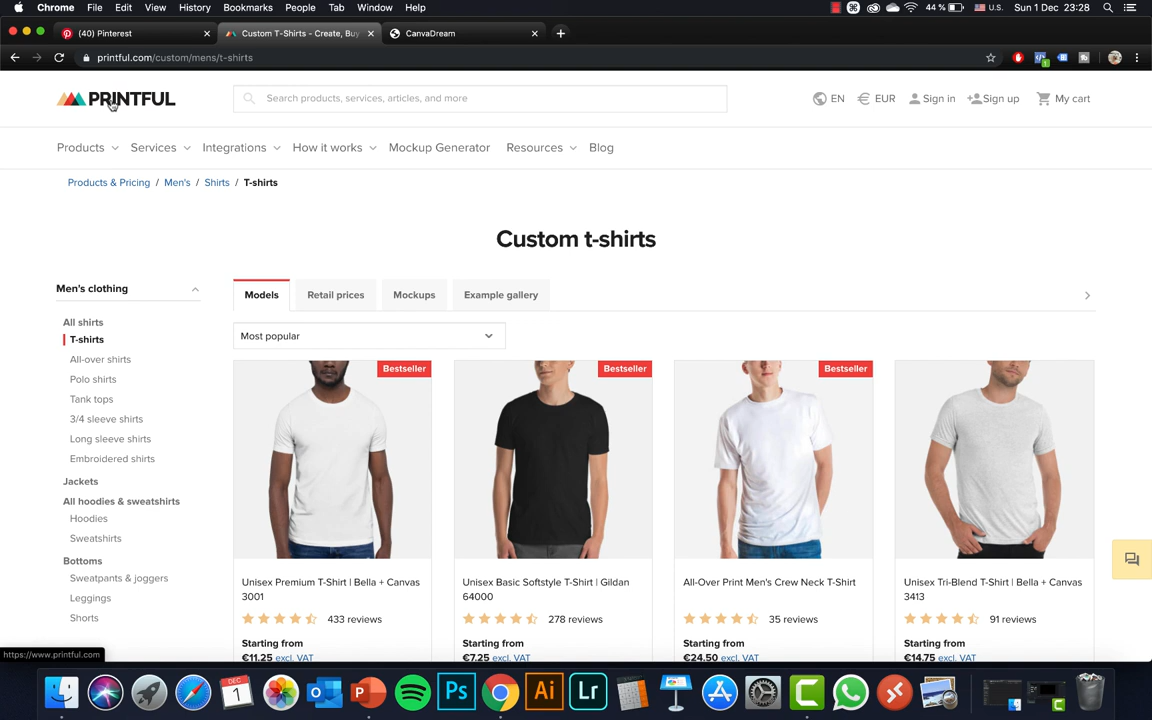 Chrome File Edit View History Bookmarks People Tab Window Help 44 % U.S. Sun 1 Dec 23:28
(40) Pinterest Custom T-Shirts - Create, Buy CanvaDream
printful.com/custom/mens/t-shirts
PRINTFUL Search products, services, articles, and more EN EUR Sign in Sign up My cart
Products Services Integrations How it works Mockup Generator Resources Blog
Products & Pricing / Men's / Shirts / T-shirts
Custom t-shirts
Men's clothing
All shirts
T-shirts
All-over shirts
Polo shirts
Tank tops
3/4 sleeve shirts
Long sleeve shirts
Embroidered shirts
Jackets
All hoodies & sweatshirts
Hoodies
Sweatshirts
Bottoms
Sweatpants & joggers
Leggings
Shorts
Models Retail prices Mockups Example gallery
Most popular
Bestseller
Unisex Premium T-Shirt | Bella + Canvas
3001
433 reviews
Starting from
€11.25 excl. VAT
Bestseller
Unisex Basic Softstyle T-Shirt | Gildan
64000
278 reviews
Starting from
€7.25 excl. VAT
Bestseller
All-Over Print Men's Crew Neck T-Shirt
35 reviews
Starting from
€24.50 excl. VAT
Unisex Tri-Blend T-Shirt | Bella + Canvas
3413
91 reviews
Starting from
€14.75 excl. VAT
https://www.printful.com
DEC
1
Ps
Ai
Lr